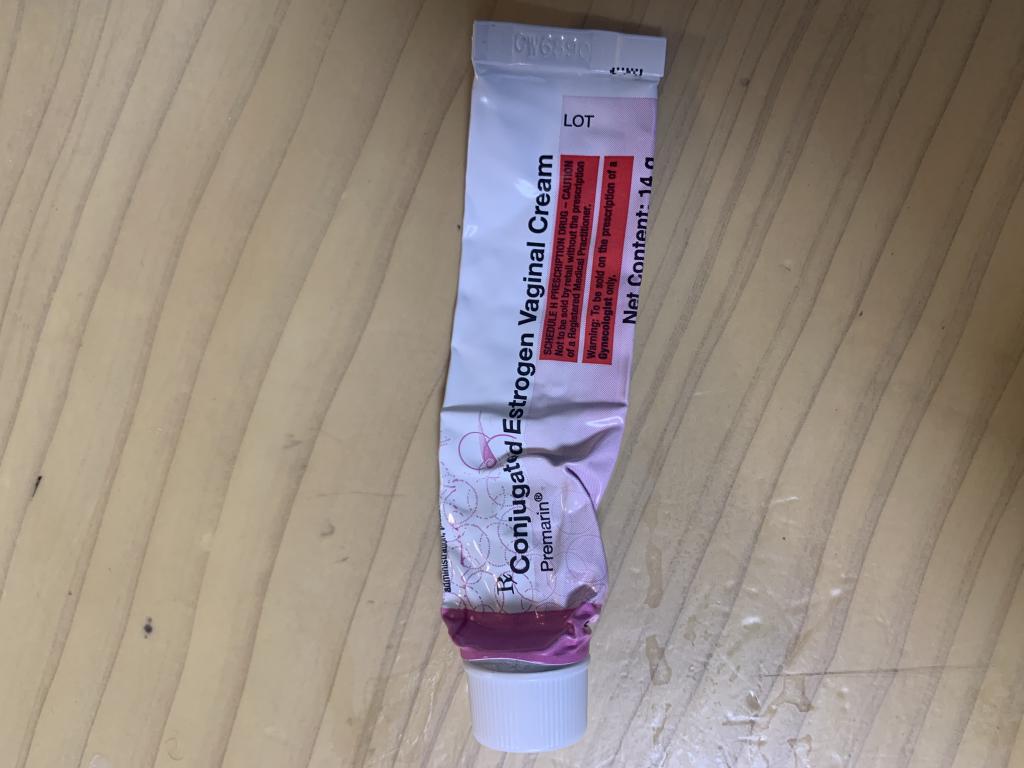 LOT
℞ Conjugated Estrogen Vaginal Cream
Premarin®
SCHEDULE H PRESCRIPTION DRUG – CAUTION
Not to be sold by retail without the prescription
of a Registered Medical Practitioner.
Warning: To be sold on the prescription of a
Gynecologist only.
Net Content: 14 g